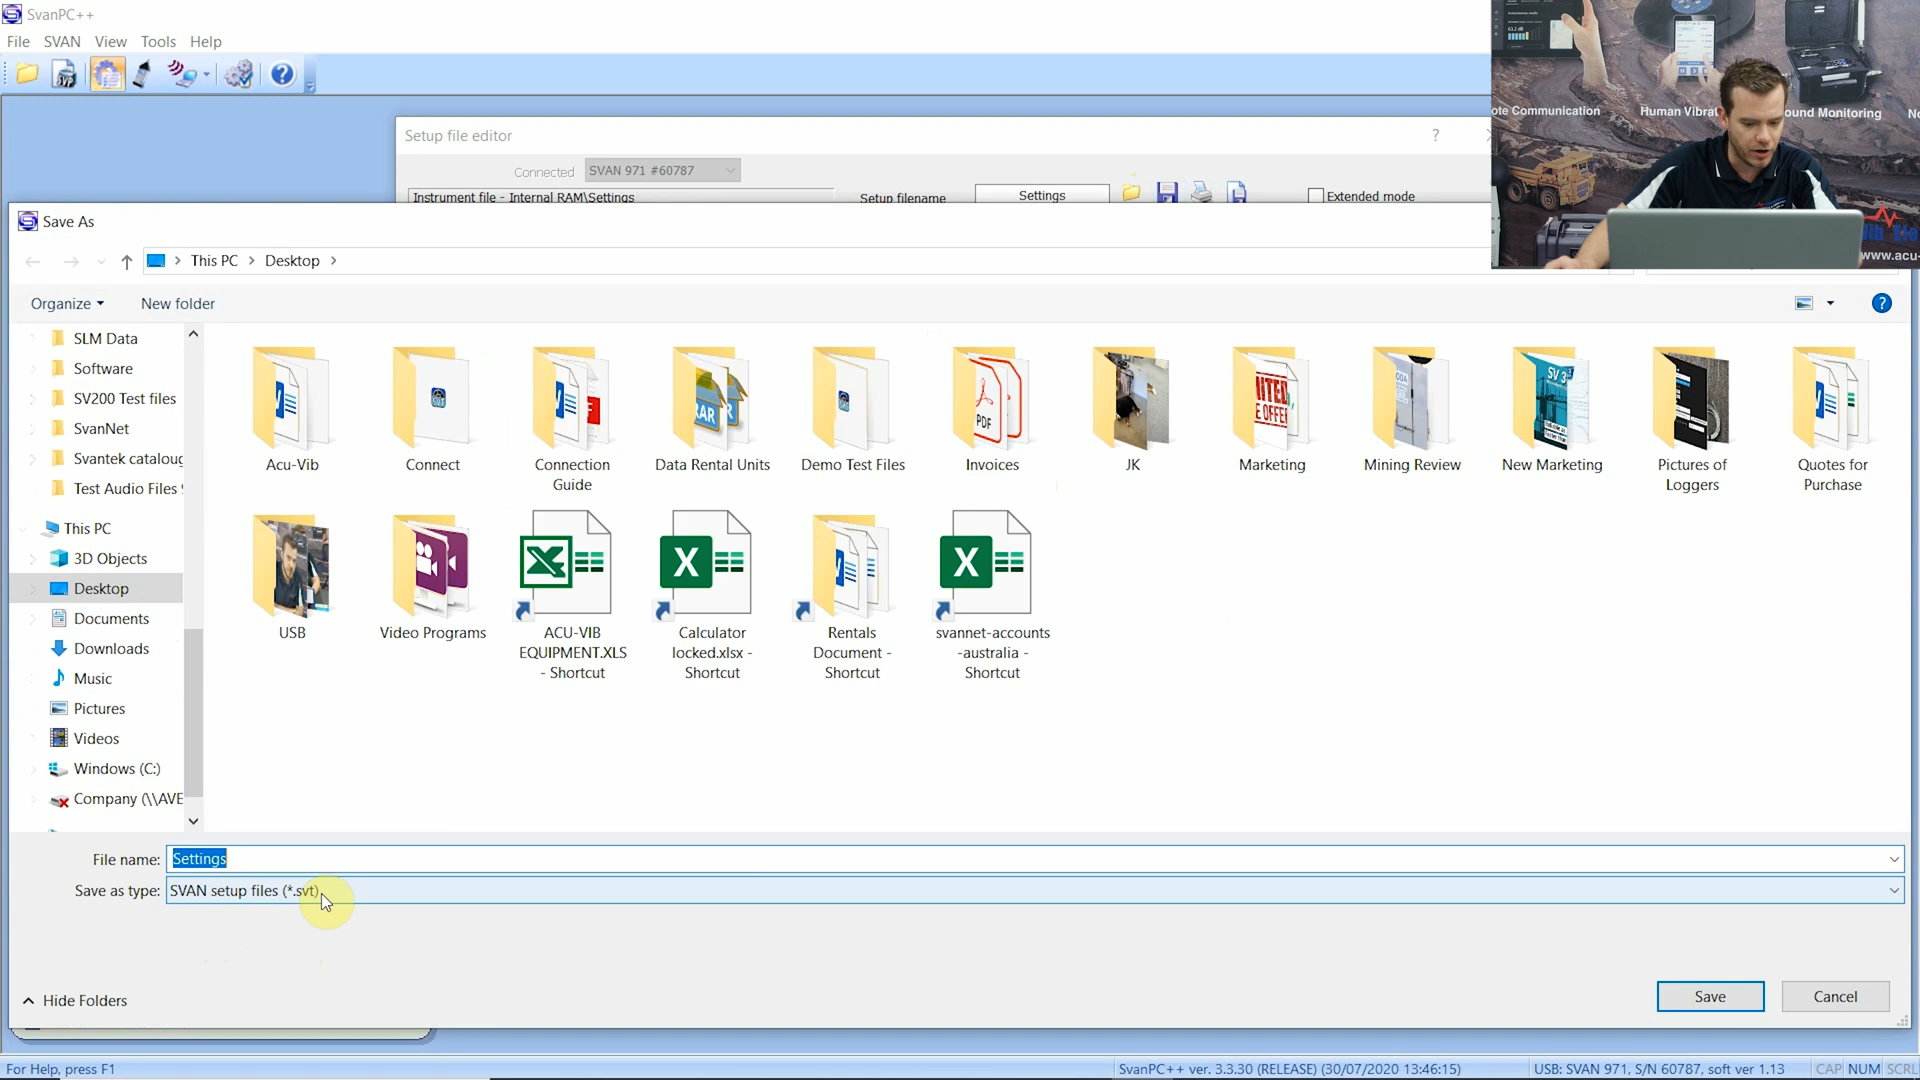 SvanPC++
File SVAN View Tools Help
Setup file editor
?
Connected SVAN 971 #60787
Instrument file - Internal RAM\Settings Setup filename Settings Extended mode
ote Communication Human Vibrat ound Monitoring
www.acu-
Save As
This PC > Desktop >
Organize New folder
SLM Data
Software
SV200 Test files
SvanNet
Svantek cataloug
Test Audio Files
This PC
3D Objects
Desktop
Documents
Downloads
Music
Pictures
Videos
Windows (C:)
Company (\\AVE
Acu-Vib
Connect
Connection
Guide
Data Rental Units
Demo Test Files
Invoices
JK
Marketing
Mining Review
New Marketing
Pictures of
Loggers
Quotes for
Purchase
USB
Video Programs
ACU-VIB
EQUIPMENT.XLS
- Shortcut
Calculator
locked.xlsx -
Shortcut
Rentals
Document -
Shortcut
svannet-accounts
-australia -
Shortcut
File name: Settings
Save as type: SVAN setup files (*.svt)
Hide Folders
Save Cancel
For Help, press F1
SvanPC++ ver. 3.3.30 (RELEASE) (30/07/2020 13:46:15)
USB: SVAN 971, S/N 60787, soft ver 1.13
CAP NUM SCRL